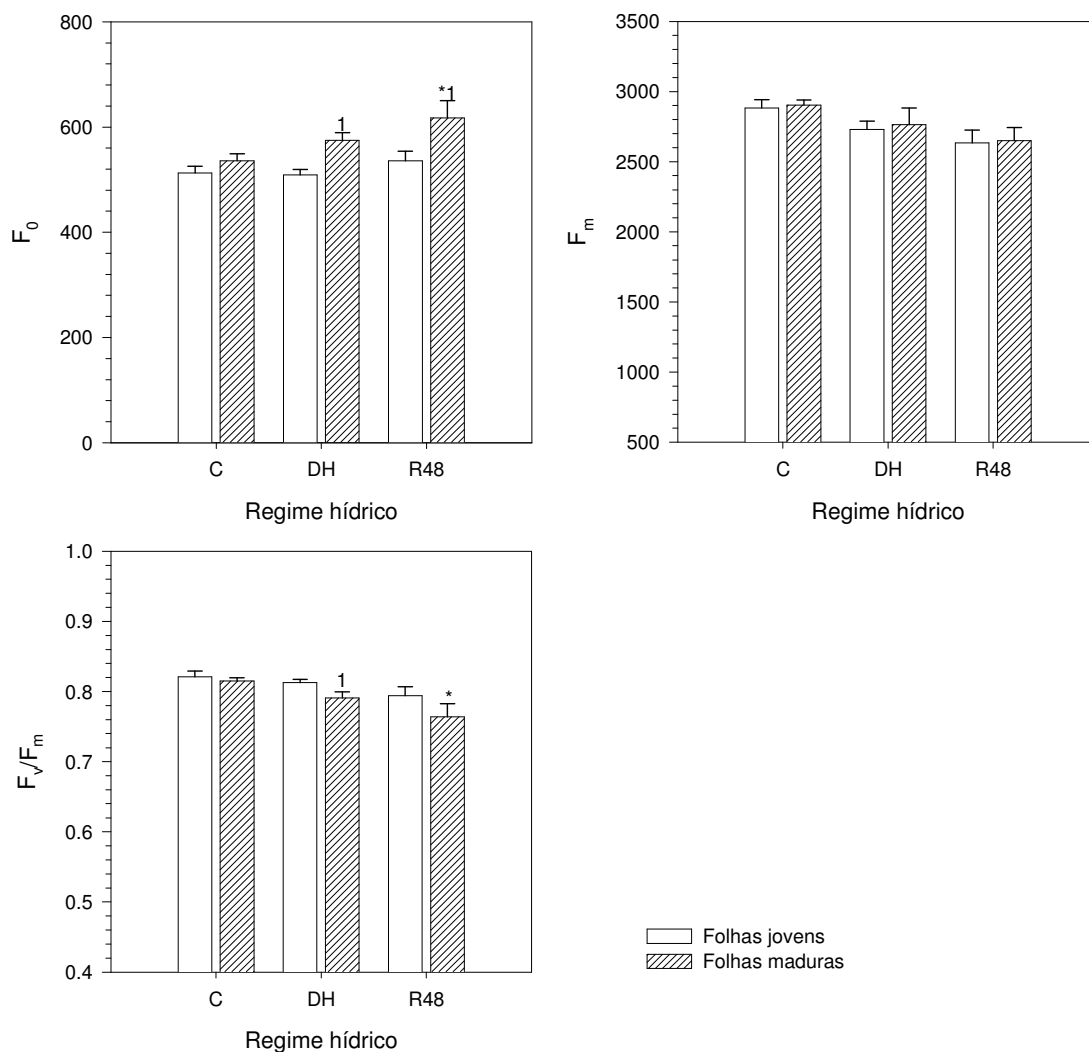 800
600
400
200
0
F0
*1
1
C
DH
R48
Regime hídrico
3500
3000
2500
2000
1500
1000
500
Fm
C
DH
R48
Regime hídrico
1.0
0.9
0.8
0.7
0.6
0.5
0.4
Fv/Fm
1
*
C
DH
R48
Regime hídrico
Folhas jovens
Folhas maduras